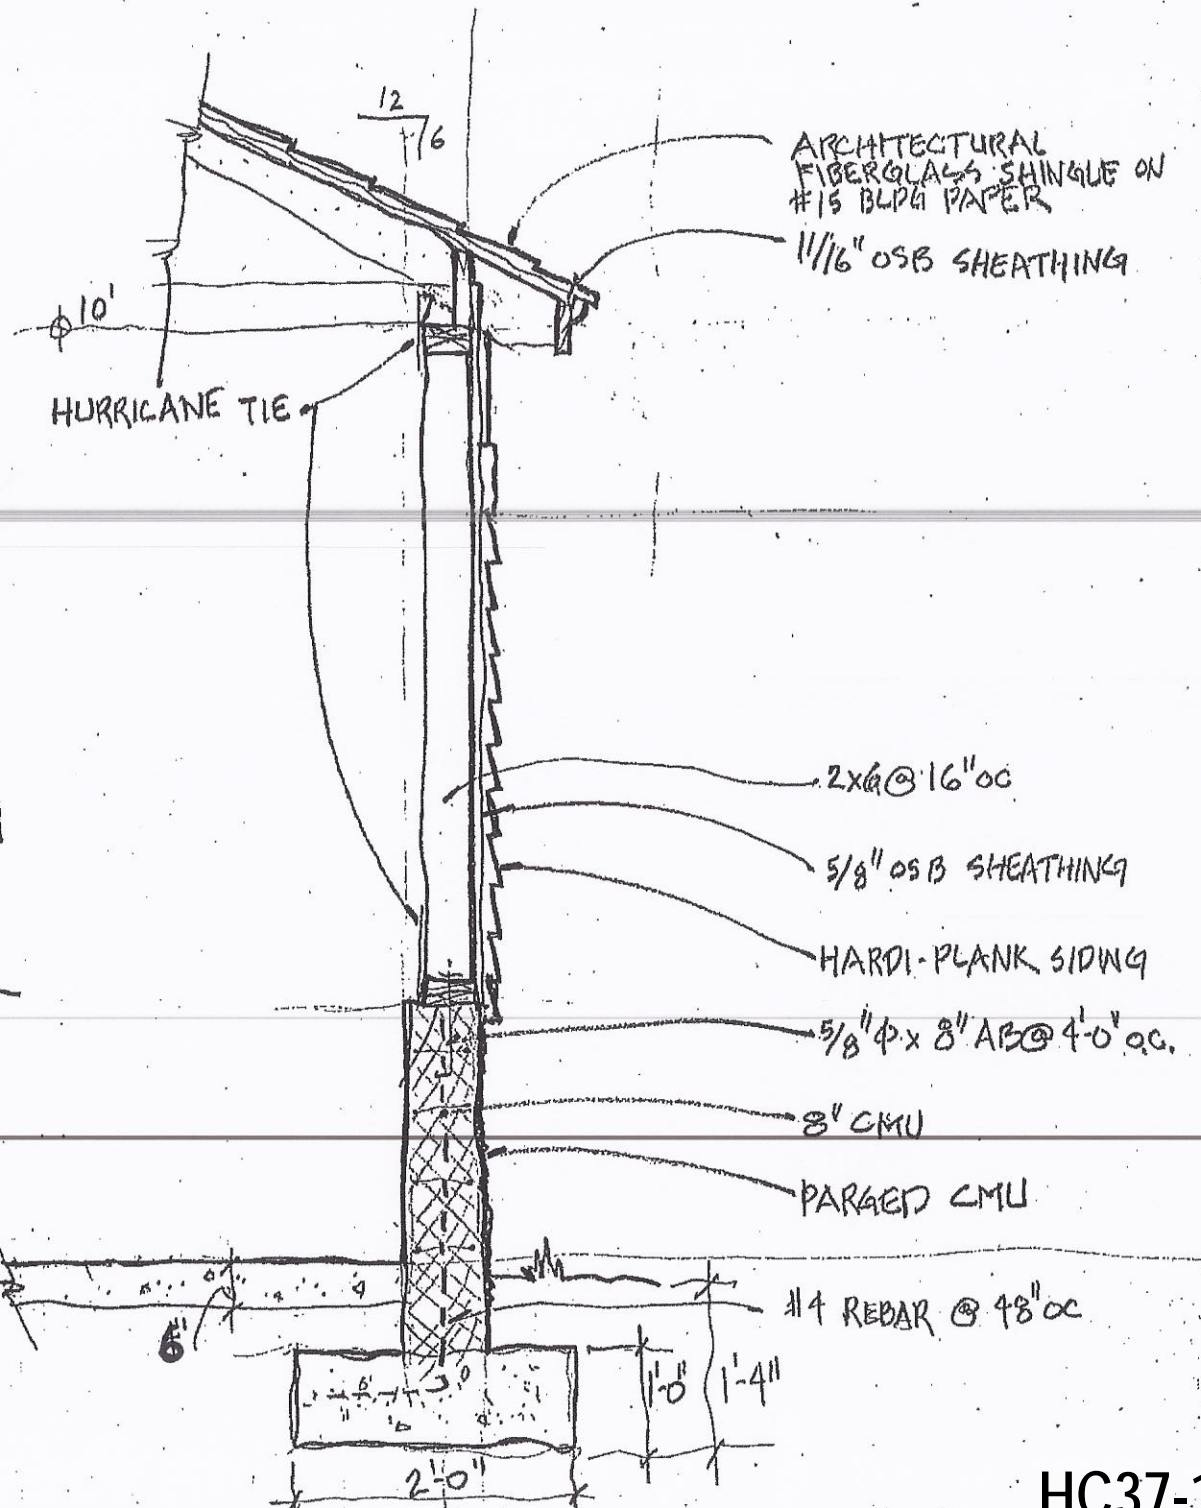 12
6
ARCHITECTURAL
FIBERGLASS SHINGLE ON
#15 BLDG PAPER
11/16" OSB SHEATHING
10'
HURRICANE TIE
2x6@16"OC
5/8" OSB SHEATHING
HARDI-PLANK SIDING
5/8"Φ x 8" AB@ 4'-0" O.C.
8" CMU
PARGED CMU
#4 REBAR @ 48"OC
6"
1'-0"
1'-4"
2'-0"